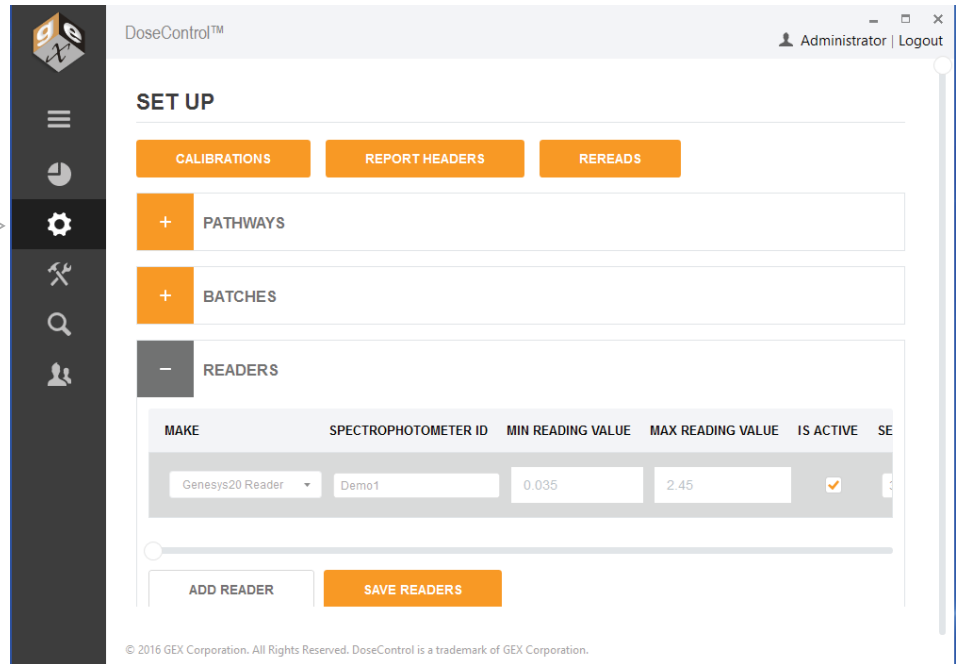 gex
DoseControl™
Administrator | Logout
SET UP
CALIBRATIONS REPORT HEADERS REREADS
+ PATHWAYS
+ BATCHES
− READERS
MAKE SPECTROPHOTOMETER ID MIN READING VALUE MAX READING VALUE IS ACTIVE SE
Genesys20 Reader Demo1 0.035 2.45
ADD READER SAVE READERS
© 2016 GEX Corporation. All Rights Reserved. DoseControl is a trademark of GEX Corporation.